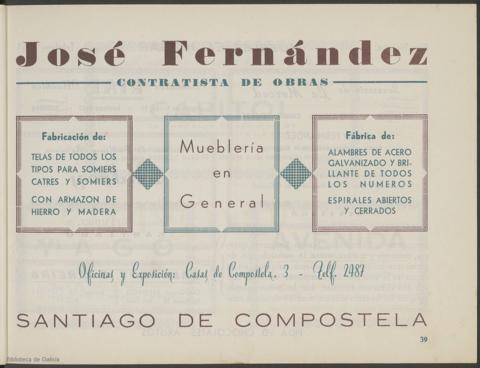 José Fernández
CONTRATISTA DE OBRAS
Fabricación de:
TELAS DE TODOS LOS
TIPOS PARA SOMIERS
CATRES Y SOMIERS
CON ARMAZON DE
HIERRO Y MADERA
Mueblería
en
General
Fábrica de:
ALAMBRES DE ACERO
GALVANIZADO Y BRI-
LLANTE DE TODOS
LOS NUMEROS
ESPIRALES ABIERTOS
Y CERRADOS
Oficinas y Exposición: Casas de Compostela, 3 - Telf. 2487
SANTIAGO DE COMPOSTELA
39
Biblioteca de Galicia